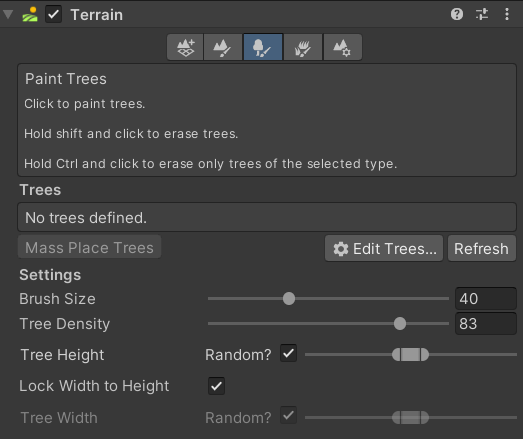 Terrain
Paint Trees
Click to paint trees.
Hold shift and click to erase trees.
Hold Ctrl and click to erase only trees of the selected type.
Trees
No trees defined.
Mass Place Trees Edit Trees... Refresh
Settings
Brush Size 40
Tree Density 83
Tree Height Random?
Lock Width to Height
Tree Width Random?